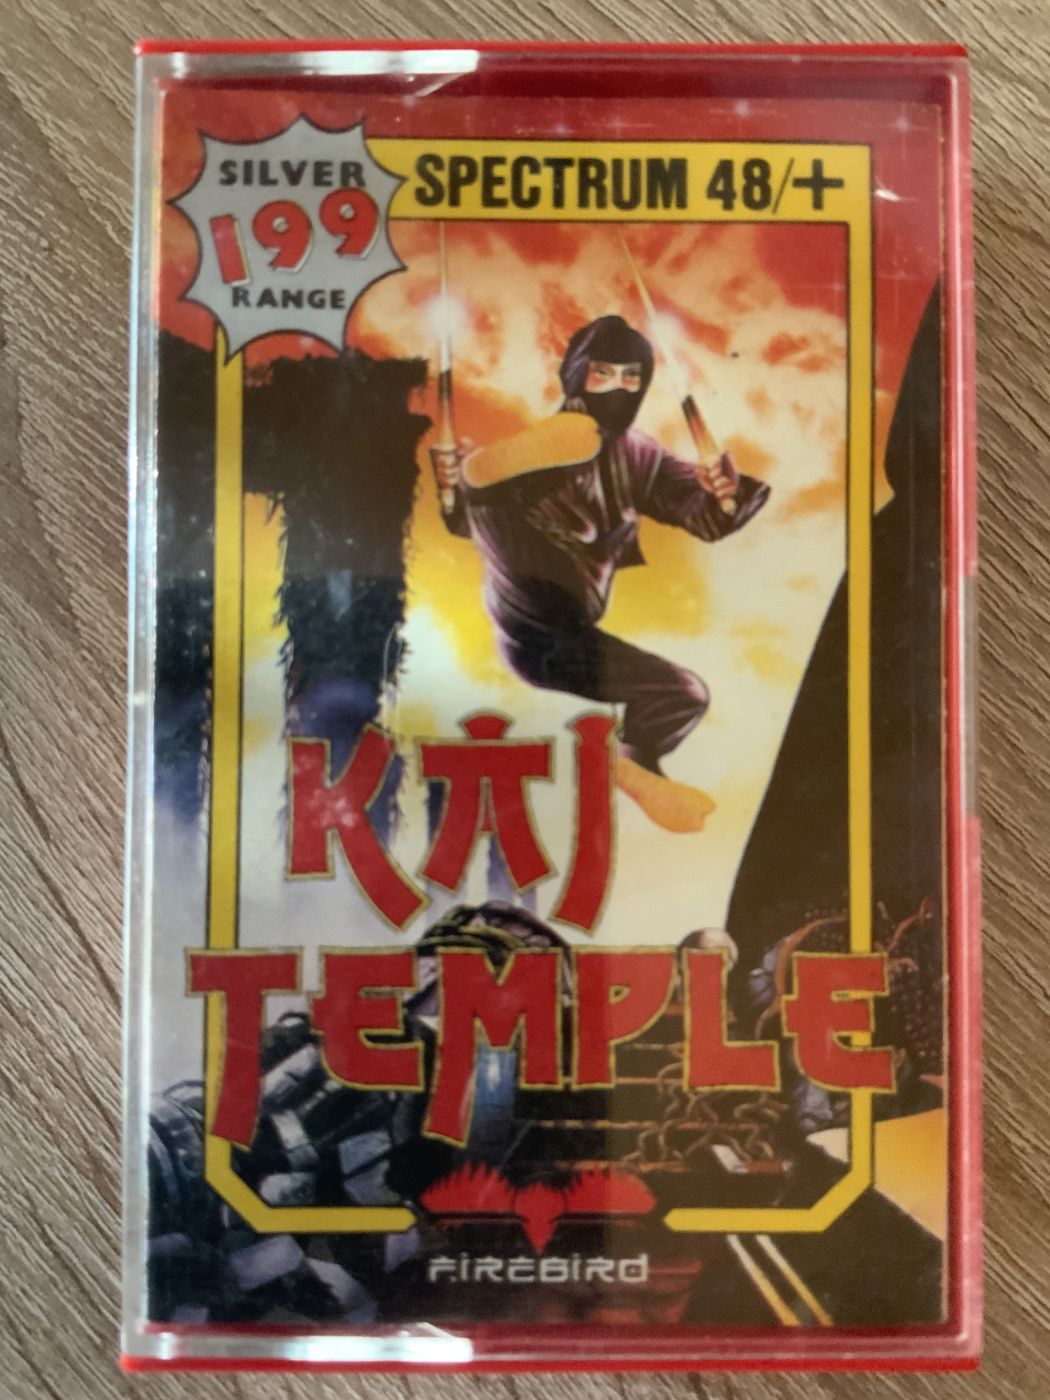 SILVER
199
RANGE
SPECTRUM 48/+
KAI
TEMPLE
FIREBIRD